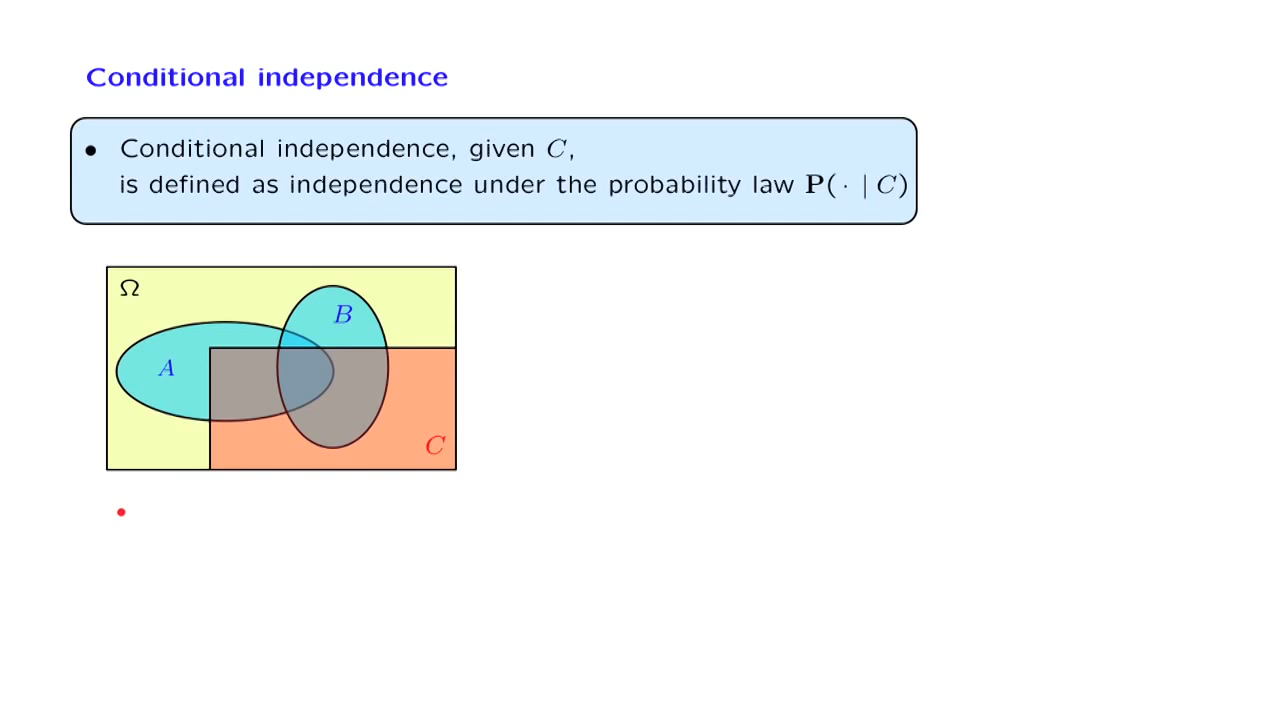 Conditional independence
• Conditional independence, given C,
is defined as independence under the probability law P( · | C)
Ω
B
A
C